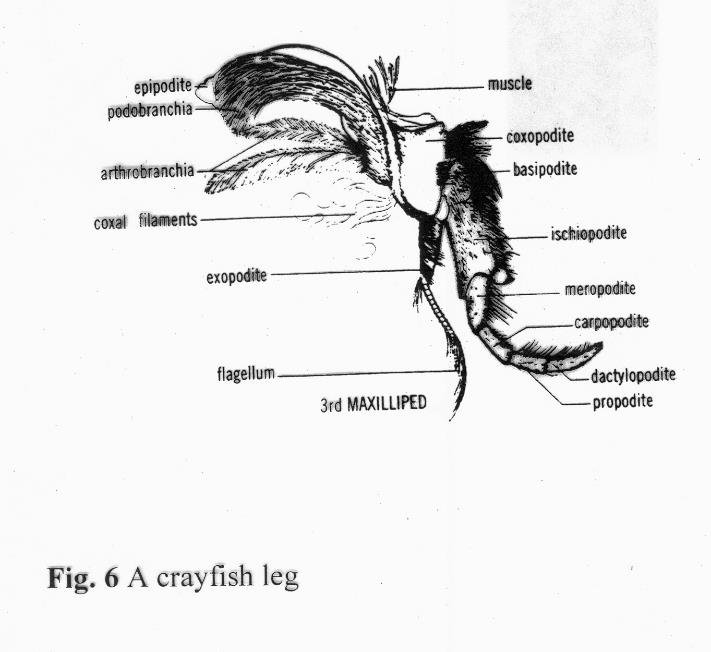 epipodite
podobranchia
arthrobranchia
coxal filaments
exopodite
flagellum
3rd MAXILLIPED
muscle
coxopodite
basipodite
ischiopodite
meropodite
carpopodite
dactylopodite
propodite
Fig. 6 A crayfish leg